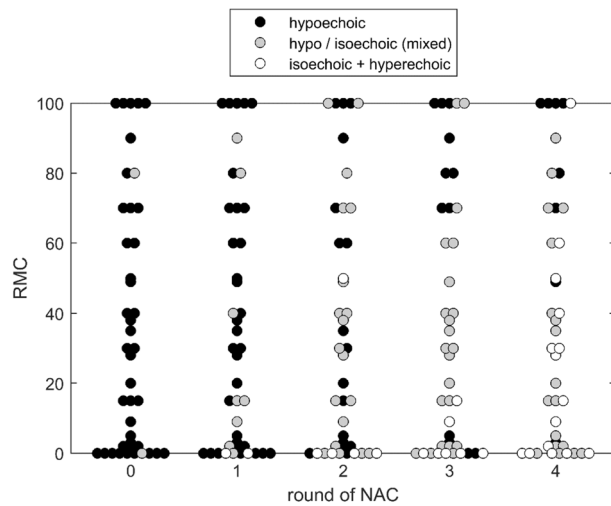 hypoechoic
hypo / isoechoic (mixed)
isoechoic + hyperechoic
100
80
60
40
20
0
RMC
0 1 2 3 4
round of NAC